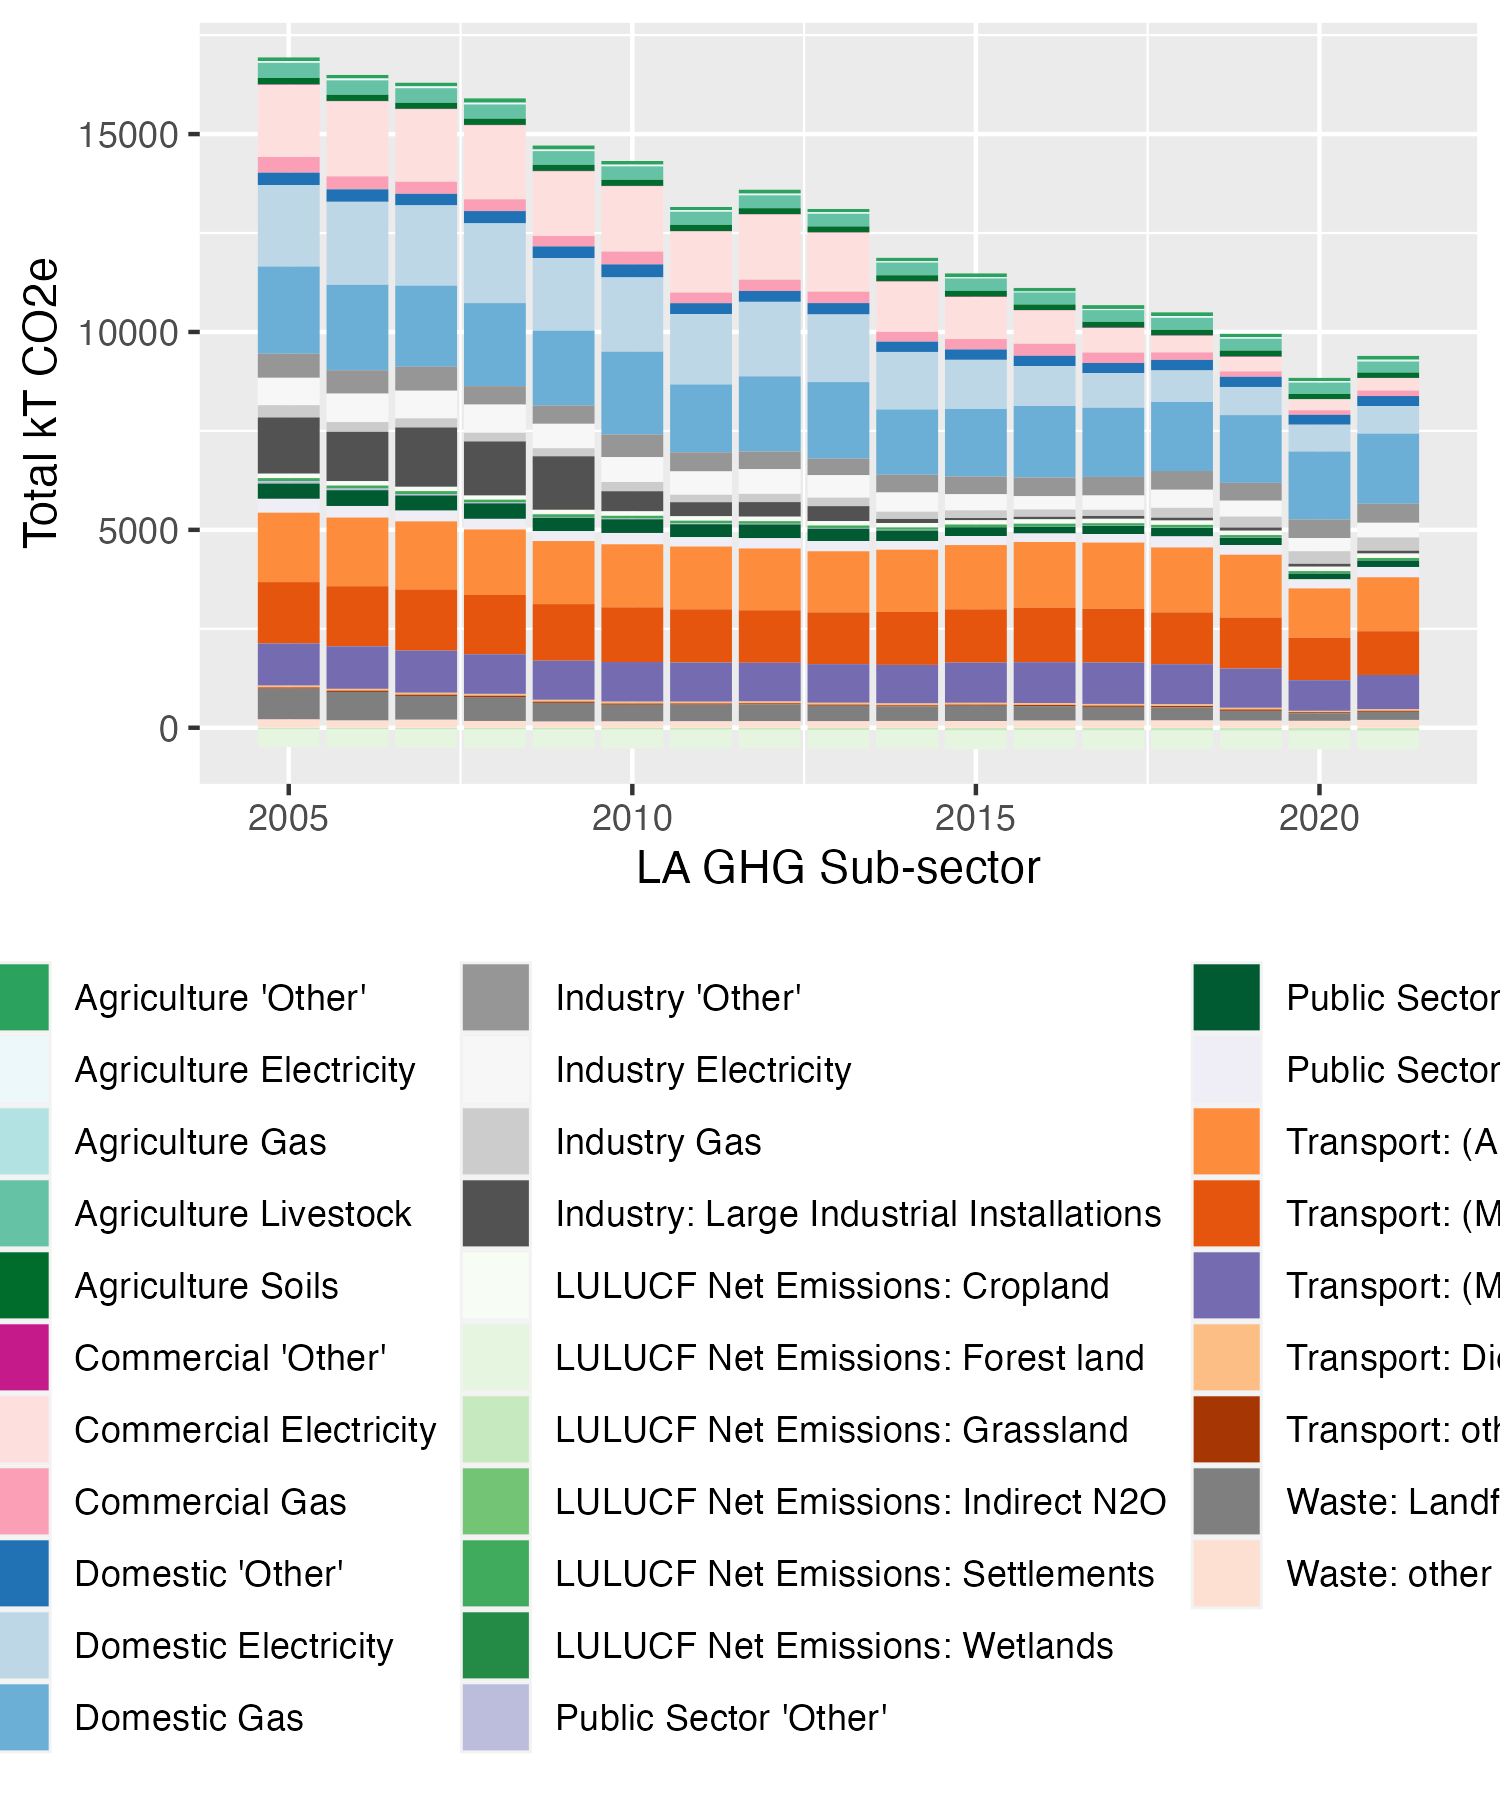 Total kT CO2e
15000
10000
5000
0
2005 2010 2015 2020
LA GHG Sub-sector
Agriculture 'Other'
Agriculture Electricity
Agriculture Gas
Agriculture Livestock
Agriculture Soils
Commercial 'Other'
Commercial Electricity
Commercial Gas
Domestic 'Other'
Domestic Electricity
Domestic Gas
Industry 'Other'
Industry Electricity
Industry Gas
Industry: Large Industrial Installations
LULUCF Net Emissions: Cropland
LULUCF Net Emissions: Forest land
LULUCF Net Emissions: Grassland
LULUCF Net Emissions: Indirect N2O
LULUCF Net Emissions: Settlements
LULUCF Net Emissions: Wetlands
Public Sector 'Other'
Public Sector
Public Sector
Transport: (A
Transport: (M
Transport: (M
Transport:
Transport:
Waste:
Waste: other